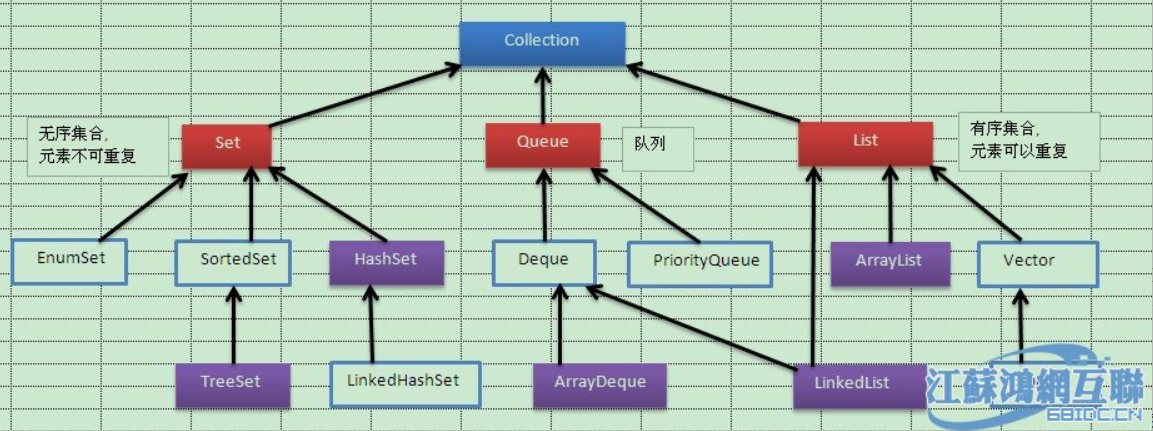 Collection
无序集合,
元素不可重复
Set
Queue
队列
List
有序集合,
元素可以重复
EnumSet
SortedSet
HashSet
Deque
PriorityQueue
ArrayList
Vector
TreeSet
LinkedHashSet
ArrayDeque
LinkedList
江蘇鴻網互聯
68IDC.CN